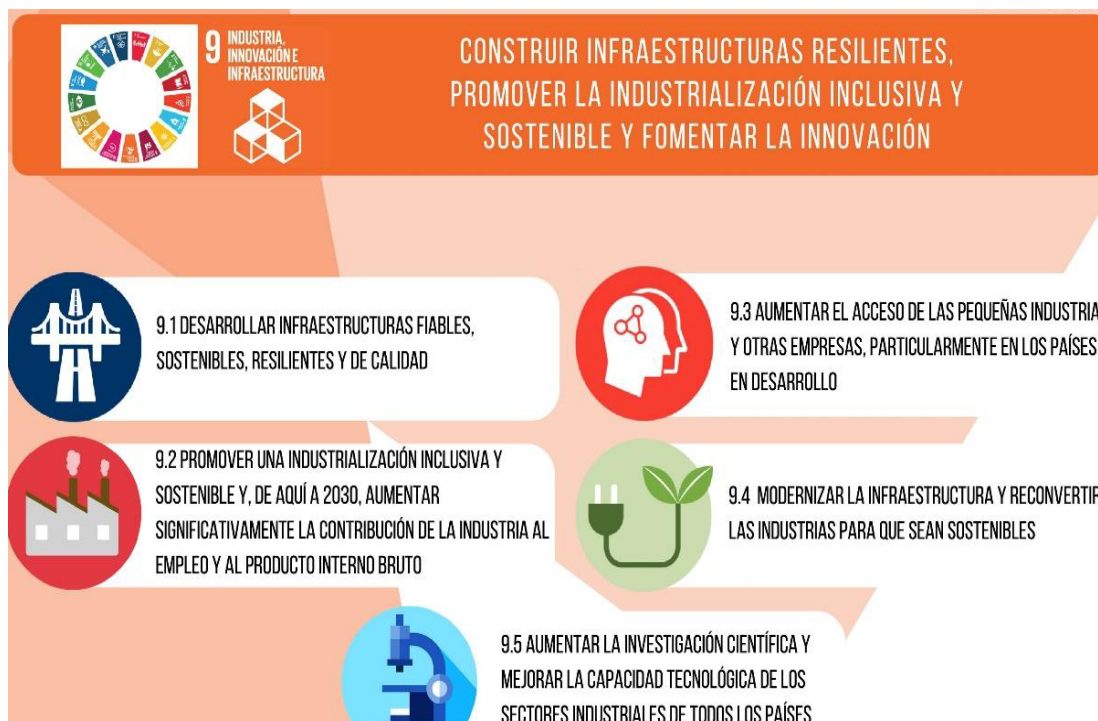 9 INDUSTRIA,
INNOVACIÓN E
INFRAESTRUCTURA
CONSTRUIR INFRAESTRUCTURAS RESILIENTES,
PROMOVER LA INDUSTRIALIZACIÓN INCLUSIVA Y
SOSTENIBLE Y FOMENTAR LA INNOVACIÓN
9.1 DESARROLLAR INFRAESTRUCTURAS FIABLES,
SOSTENIBLES, RESILIENTES Y DE CALIDAD
9.2 PROMOVER UNA INDUSTRIALIZACIÓN INCLUSIVA Y
SOSTENIBLE Y, DE AQUÍ A 2030, AUMENTAR
SIGNIFICATIVAMENTE LA CONTRIBUCIÓN DE LA INDUSTRIA AL
EMPLEO Y AL PRODUCTO INTERNO BRUTO
9.3 AUMENTAR EL ACCESO DE LAS PEQUEÑAS INDUSTRIA
Y OTRAS EMPRESAS, PARTICULARMENTE EN LOS PAÍSES
EN DESARROLLO
9.4 MODERNIZAR LA INFRAESTRUCTURA Y RECONVERTIR
LAS INDUSTRIAS PARA QUE SEAN SOSTENIBLES
9.5 AUMENTAR LA INVESTIGACIÓN CIENTÍFICA Y
MEJORAR LA CAPACIDAD TECNOLÓGICA DE LOS
SECTORES INDUSTRIALES DE TODOS LOS PAÍSES